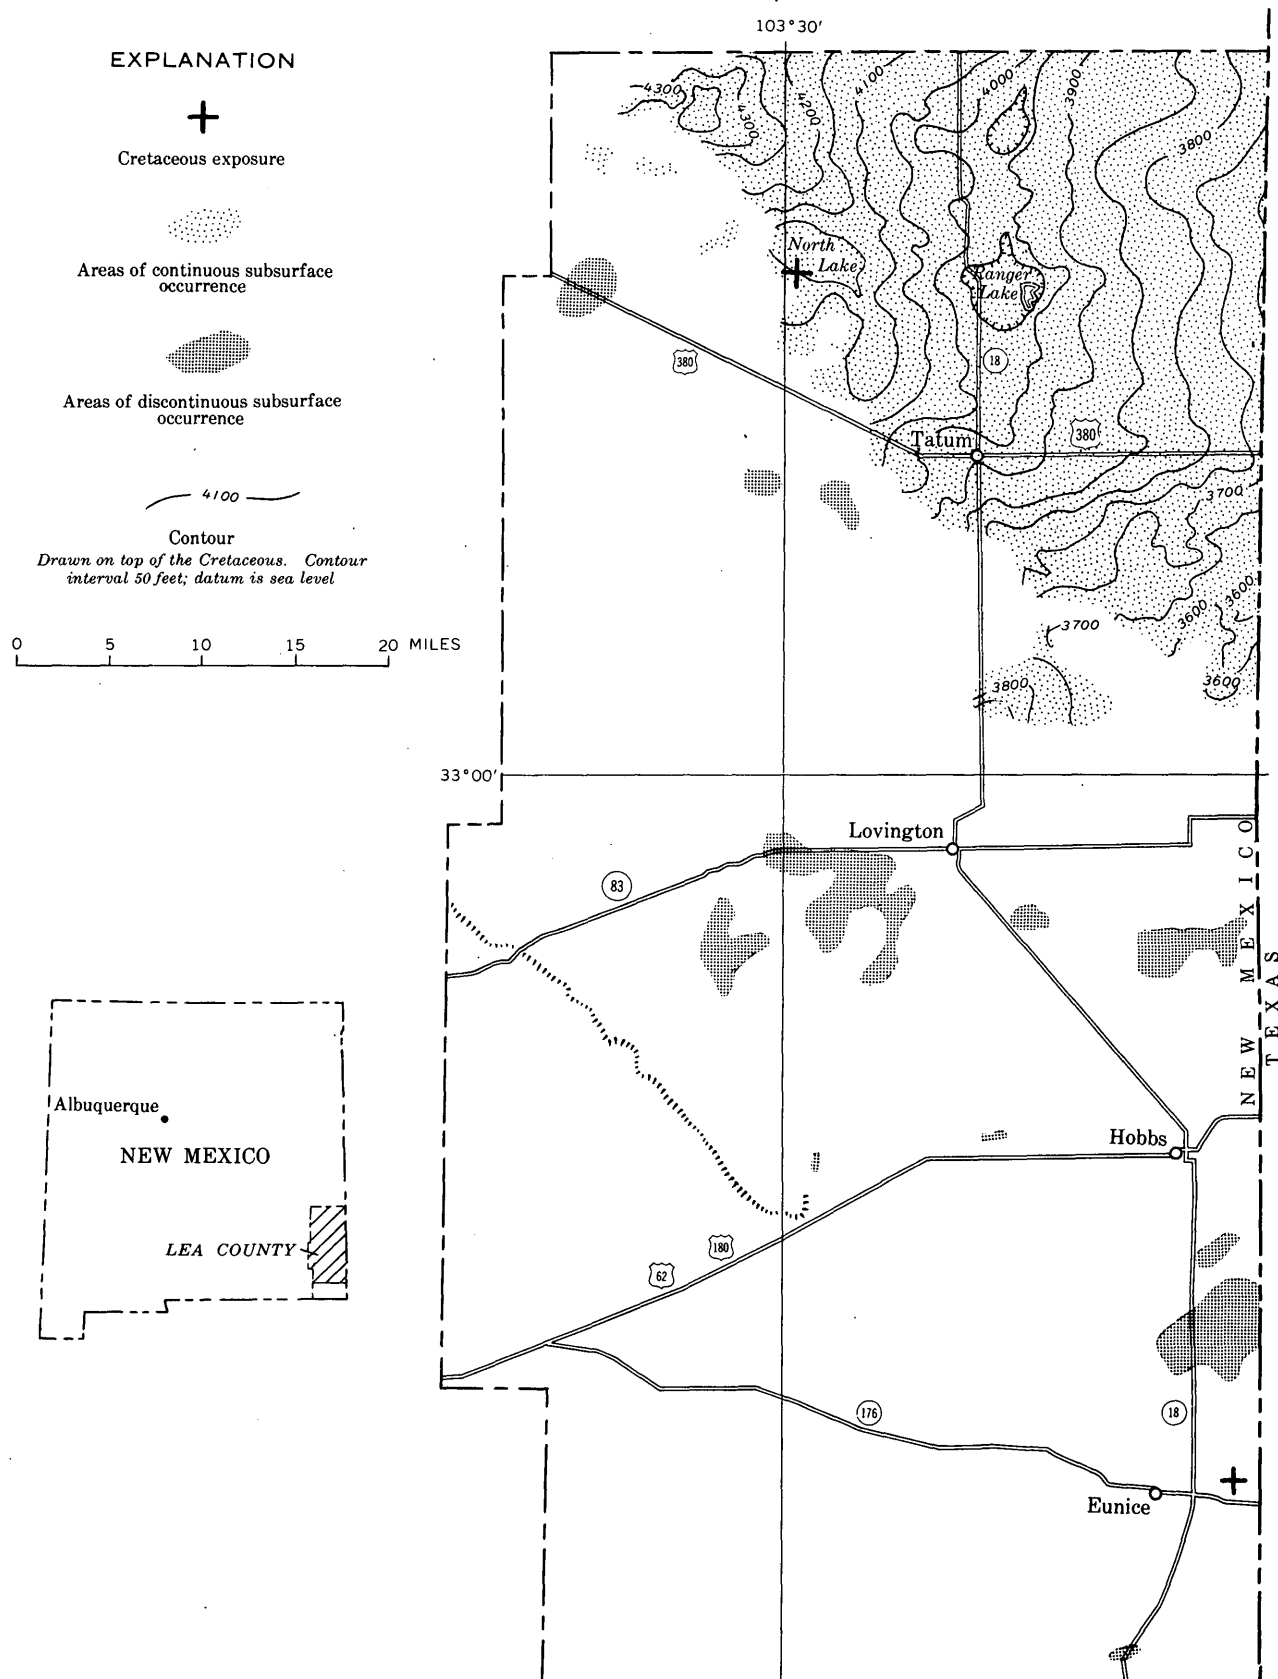 EXPLANATION
Cretaceous exposure
Areas of continuous subsurface
occurrence
Areas of discontinuous subsurface
occurrence
4100
Contour
Drawn on top of the Cretaceous. Contour
interval 50 feet; datum is sea level
0 5 10 15 20 MILES
103°30'
4300
4300
4200
4100
4000
3900
3800
North
Lake
Ranger
Lake
380
18
Tatum
380
3700
3600
3600
3700
3800
3600
33°00'
Lovington
83
NEW MEXICO
TEXAS
Hobbs
180
62
176
18
Eunice
Albuquerque
NEW MEXICO
LEA COUNTY